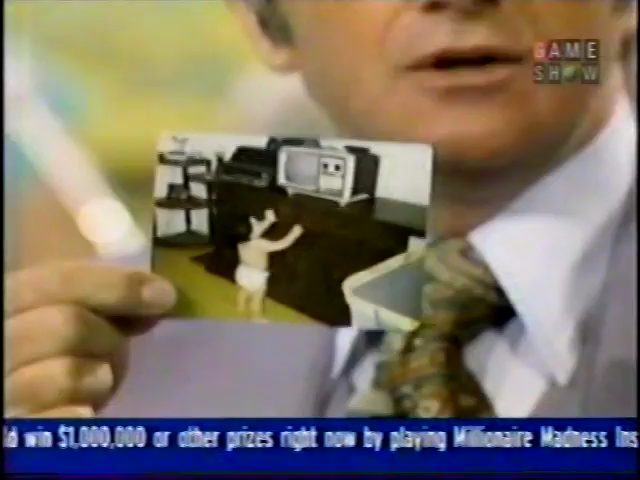 GAME
SHOW
ld win $1,000,000 or other prizes right now by playing Millionaire Madness Ins